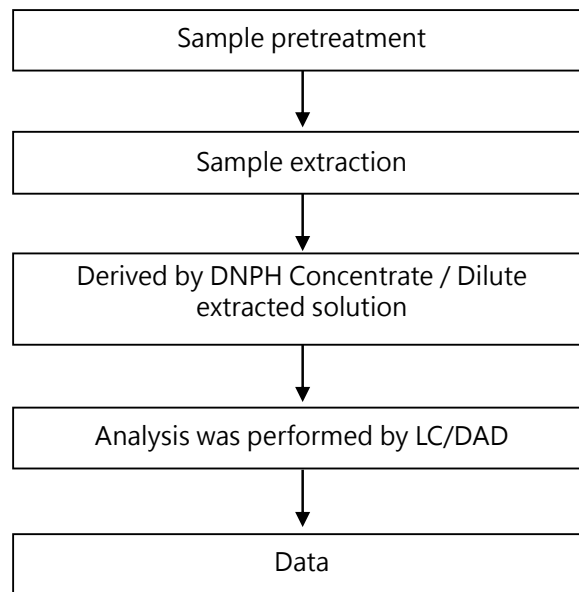 Sample pretreatment
Sample extraction
Derived by DNPH Concentrate / Dilute
extracted solution
Analysis was performed by LC/DAD
Data